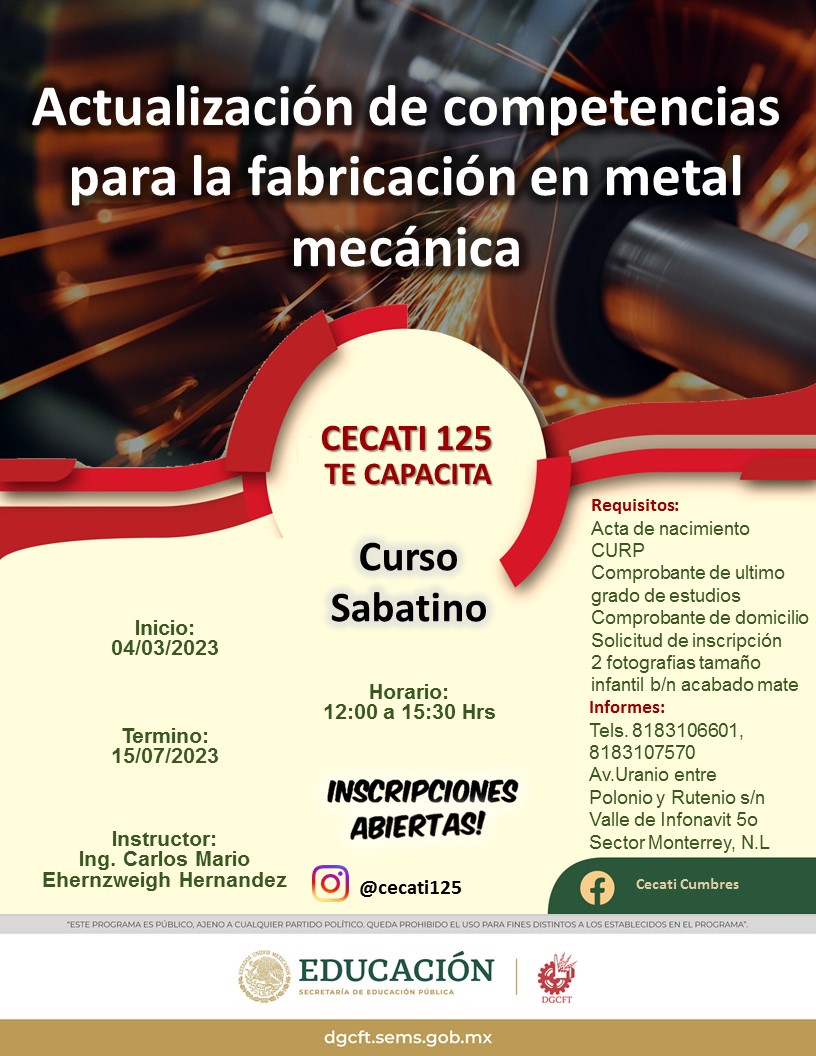 Actualización de competencias
para la fabricación en metal
mecánica
CECATI 125
TE CAPACITA
Curso
Sabatino
Inicio:
04/03/2023
Termino:
15/07/2023
Instructor:
Ing. Carlos Mario
Ehernzweigh Hernandez
Horario:
12:00 a 15:30 Hrs
INSCRIPCIONES
ABIERTAS!
@cecati125
Requisitos:
Acta de nacimiento
CURP
Comprobante de ultimo
grado de estudios
Comprobante de domicilio
Solicitud de inscripción
2 fotografias tamaño
infantil b/n acabado mate
Informes:
Tels. 8183106601,
8183107570
Av.Uranio entre
Polonio y Rutenio s/n
Valle de Infonavit 5o
Sector Monterrey, N.L
Cecati Cumbres
"ESTE PROGRAMA ES PÚBLICO, AJENO A CUALQUIER PARTIDO POLÍTICO. QUEDA PROHIBIDO EL USO PARA FINES DISTINTOS A LOS ESTABLECIDOS EN EL PROGRAMA".
EDUCACIÓN
SECRETARÍA DE EDUCACIÓN PÚBLICA
DGCFT
dgcft.sems.gob.mx